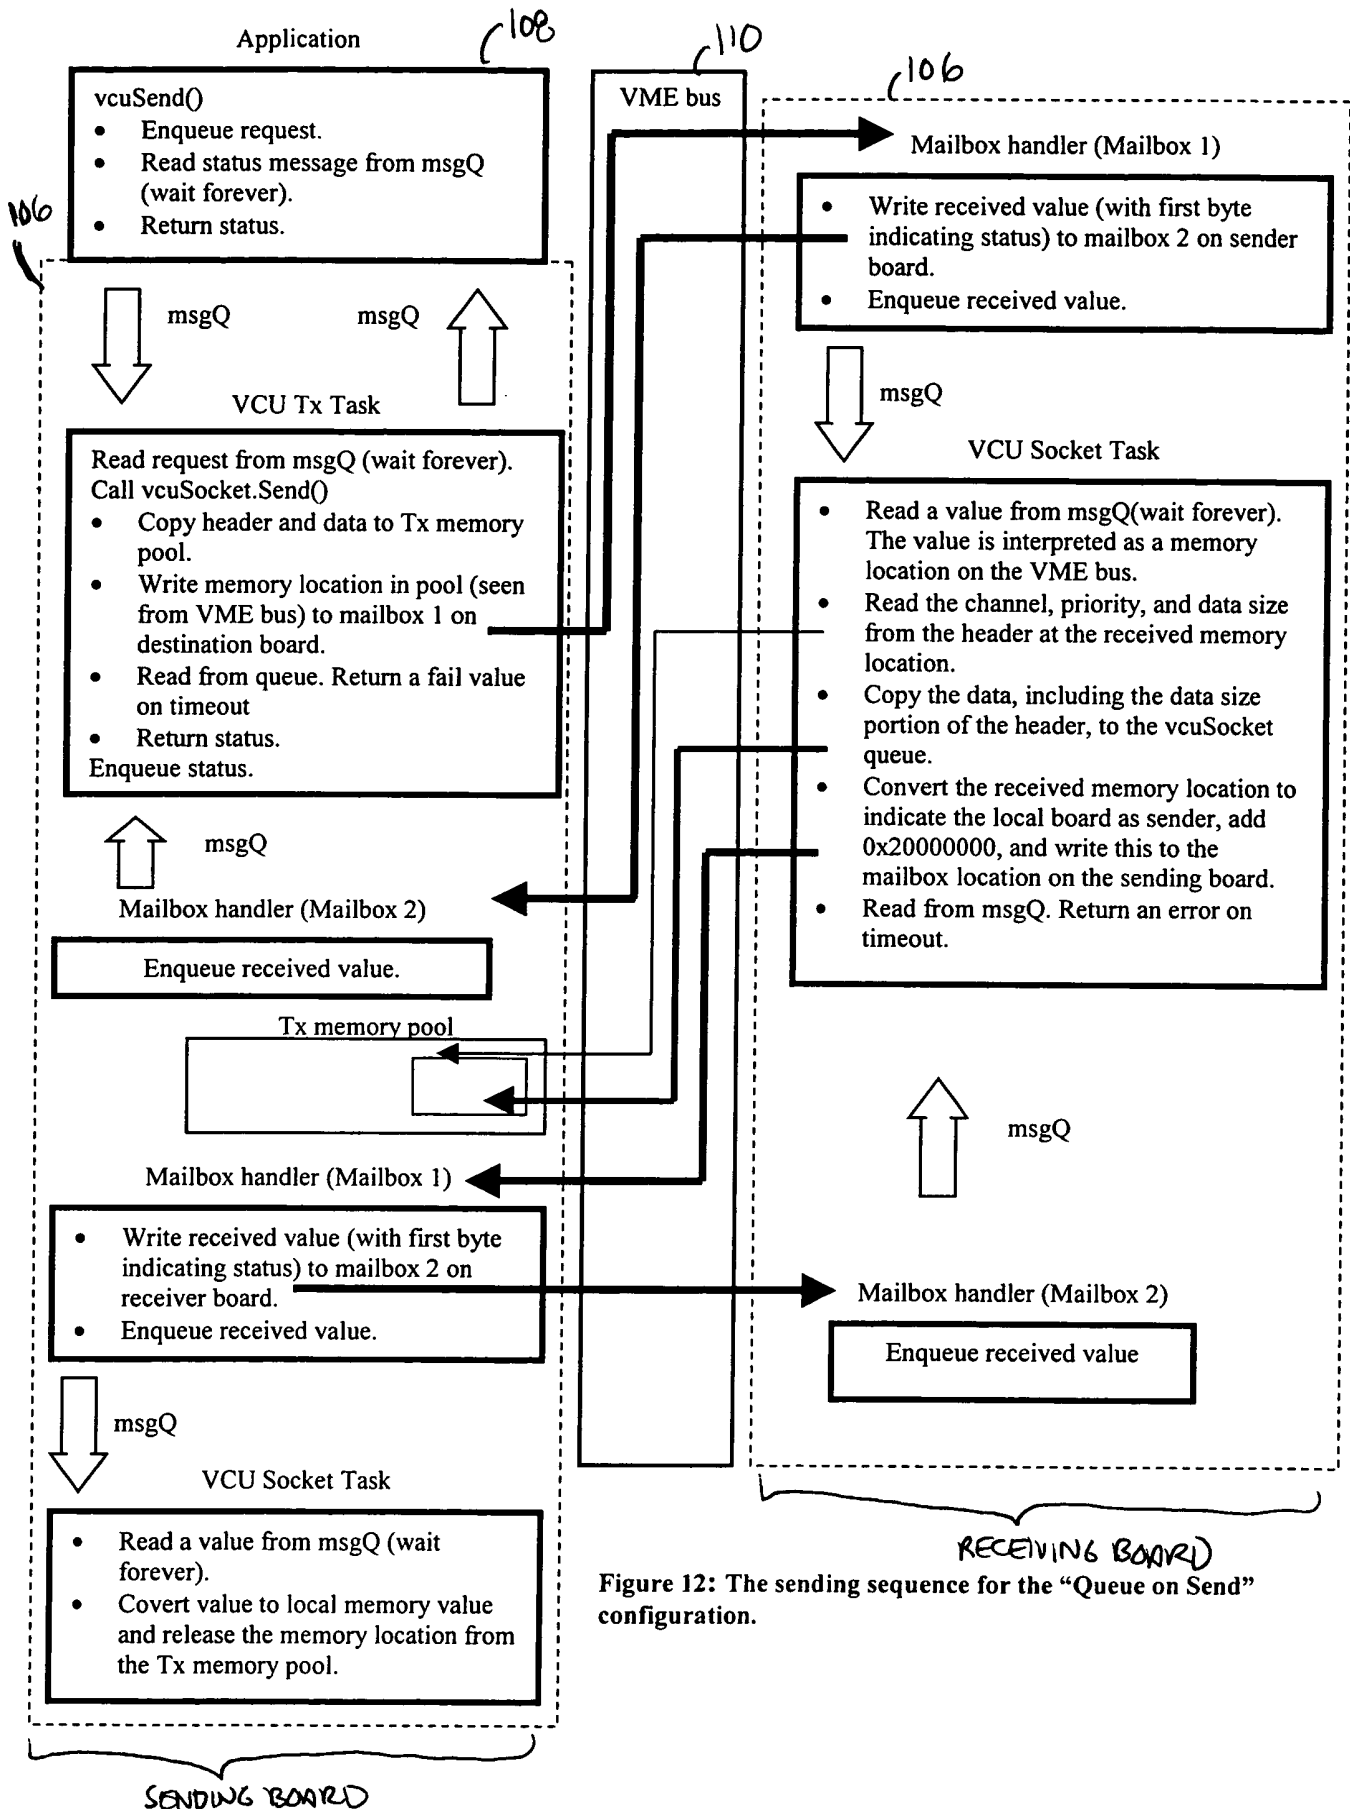 Application
108
vcuSend()
• Enqueue request.
• Read status message from msgQ
(wait forever).
• Return status.
106
msgQ
msgQ
VCU Tx Task
Read request from msgQ (wait forever).
Call vcuSocket.Send()
• Copy header and data to Tx memory
pool.
• Write memory location in pool (seen
from VME bus) to mailbox 1 on
destination board.
• Read from queue. Return a fail value
on timeout
• Return status.
Enqueue status.
msgQ
Mailbox handler (Mailbox 2)
Enqueue received value.
Tx memory pool
Mailbox handler (Mailbox 1)
• Write received value (with first byte
indicating status) to mailbox 2 on
receiver board.
• Enqueue received value.
msgQ
VCU Socket Task
• Read a value from msgQ (wait
forever).
• Covert value to local memory value
and release the memory location from
the Tx memory pool.
SENDING BOARD
110
VME bus
106
Mailbox handler (Mailbox 1)
• Write received value (with first byte
indicating status) to mailbox 2 on sender
board.
• Enqueue received value.
msgQ
VCU Socket Task
• Read a value from msgQ(wait forever).
The value is interpreted as a memory
location on the VME bus.
• Read the channel, priority, and data size
from the header at the received memory
location.
• Copy the data, including the data size
portion of the header, to the vcuSocket
queue.
• Convert the received memory location to
indicate the local board as sender, add
0x20000000, and write this to the
mailbox location on the sending board.
• Read from msgQ. Return an error on
timeout.
msgQ
Mailbox handler (Mailbox 2)
Enqueue received value
RECEIVING BOARD
Figure 12: The sending sequence for the “Queue on Send”
configuration.